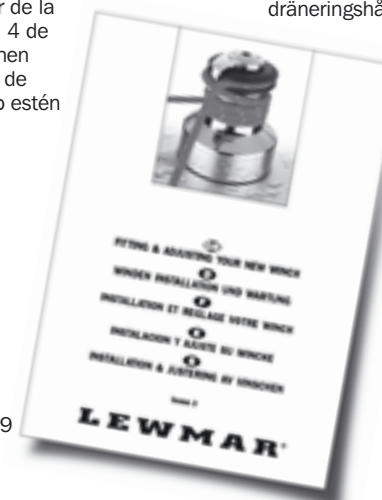 r de la
4 de
nen
de
o estén
dräneringshå
FITTING & ADJUSTING YOUR NEW WINCH
WINDEN INSTALLATION UND WARTUNG
INSTALLATION ET REGLAGE VOTRE WINCH
INSTALACION Y AJUSTE SU WINCHE
INSTALLATION & JUSTERING AV VINSCHEN
LEWMAR
9